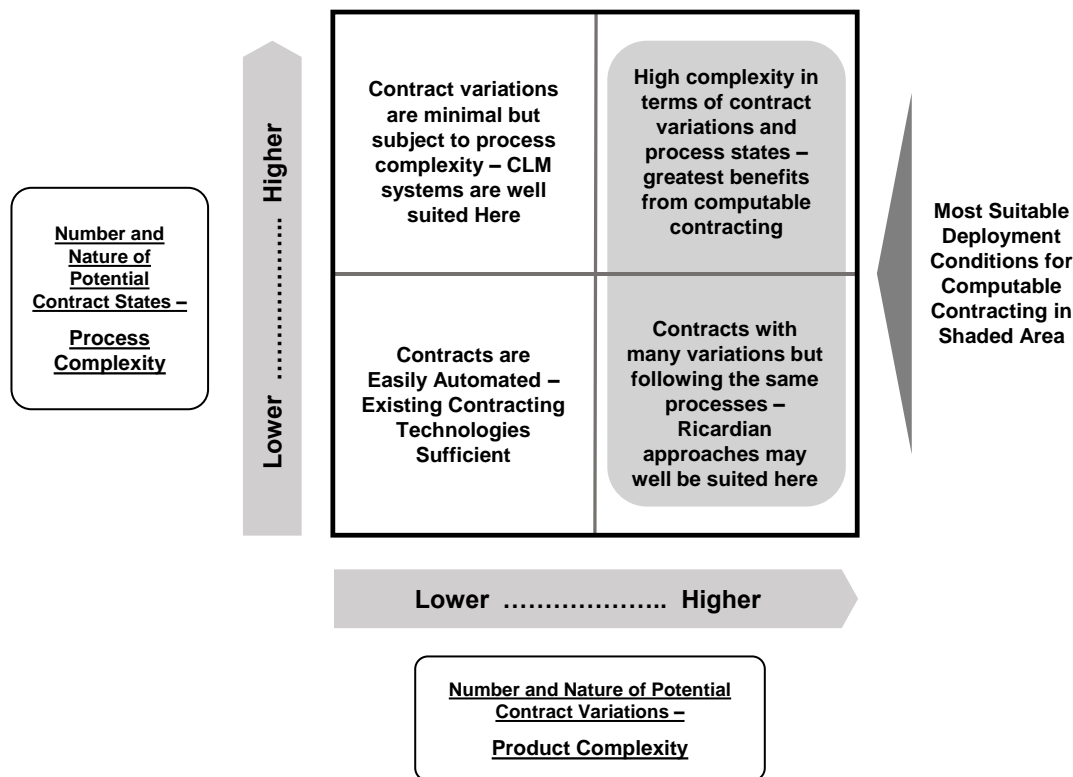 Number and
Nature of
Potential
Contract States –
Process
Complexity
Lower ………………….. Higher
Contract variations
are minimal but
subject to process
complexity – CLM
systems are well
suited Here
High complexity in
terms of contract
variations and
process states –
greatest benefits
from computable
contracting
Contracts are
Easily Automated –
Existing Contracting
Technologies
Sufficient
Contracts with
many variations but
following the same
processes –
Ricardian
approaches may
well be suited here
Most Suitable
Deployment
Conditions for
Computable
Contracting in
Shaded Area
Lower ………………….. Higher
Number and Nature of Potential
Contract Variations –
Product Complexity